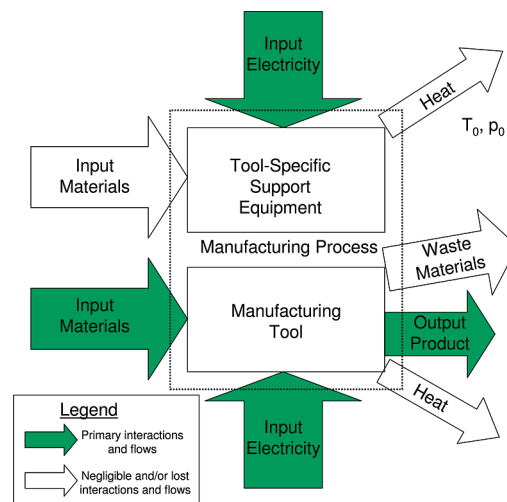 Input
Electricity
Heat
T0, p0
Input
Materials
Tool-Specific
Support
Equipment
Manufacturing Process
Waste
Materials
Input
Materials
Manufacturing
Tool
Output
Product
Heat
Input
Electricity
Legend
Primary interactions
and flows
Negligible and/or lost
interactions and flows